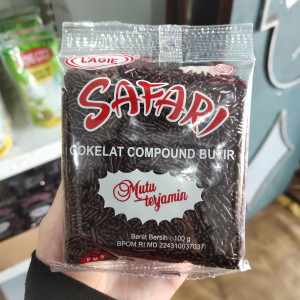 LAGIE
SAFARI
COKELAT COMPOUND BUTIR
Mutu
terjamin
Berat Bersih : 100 g
BPOM RI MD 224310037037